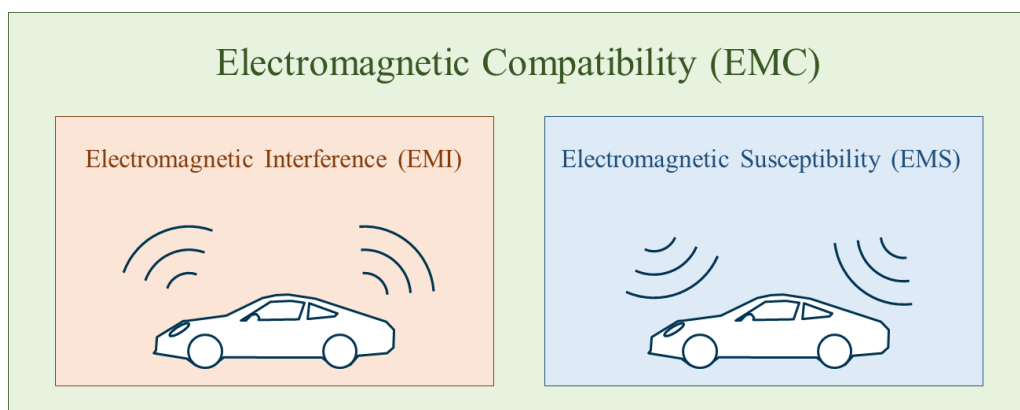 Electromagnetic Compatibility (EMC)
Electromagnetic Interference (EMI)
Electromagnetic Susceptibility (EMS)